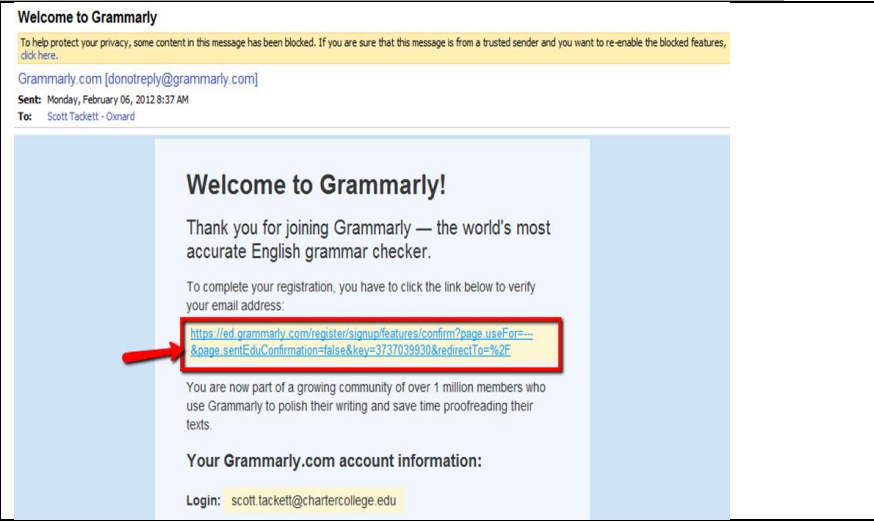 Welcome to Grammarly
To help protect your privacy, some content in this message has been blocked. If you are sure that this message is from a trusted sender and you want to re-enable the blocked features,
click here.
Grammarly.com [donotreply@grammarly.com]
Sent: Monday, February 06, 2012 8:37 AM
To: Scott Tackett - Oxnard
Welcome to Grammarly!
Thank you for joining Grammarly — the world's most
accurate English grammar checker.
To complete your registration, you have to click the link below to verify
your email address:
https://ed.grammarly.com/register/signup/features/confirm?page.useFor=---
&page.sentEduConfirmation=false&key=3737039930&redirectTo=%2F
You are now part of a growing community of over 1 million members who
use Grammarly to polish their writing and save time proofreading their
texts.
Your Grammarly.com account information:
Login: scott.tackett@chartercollege.edu